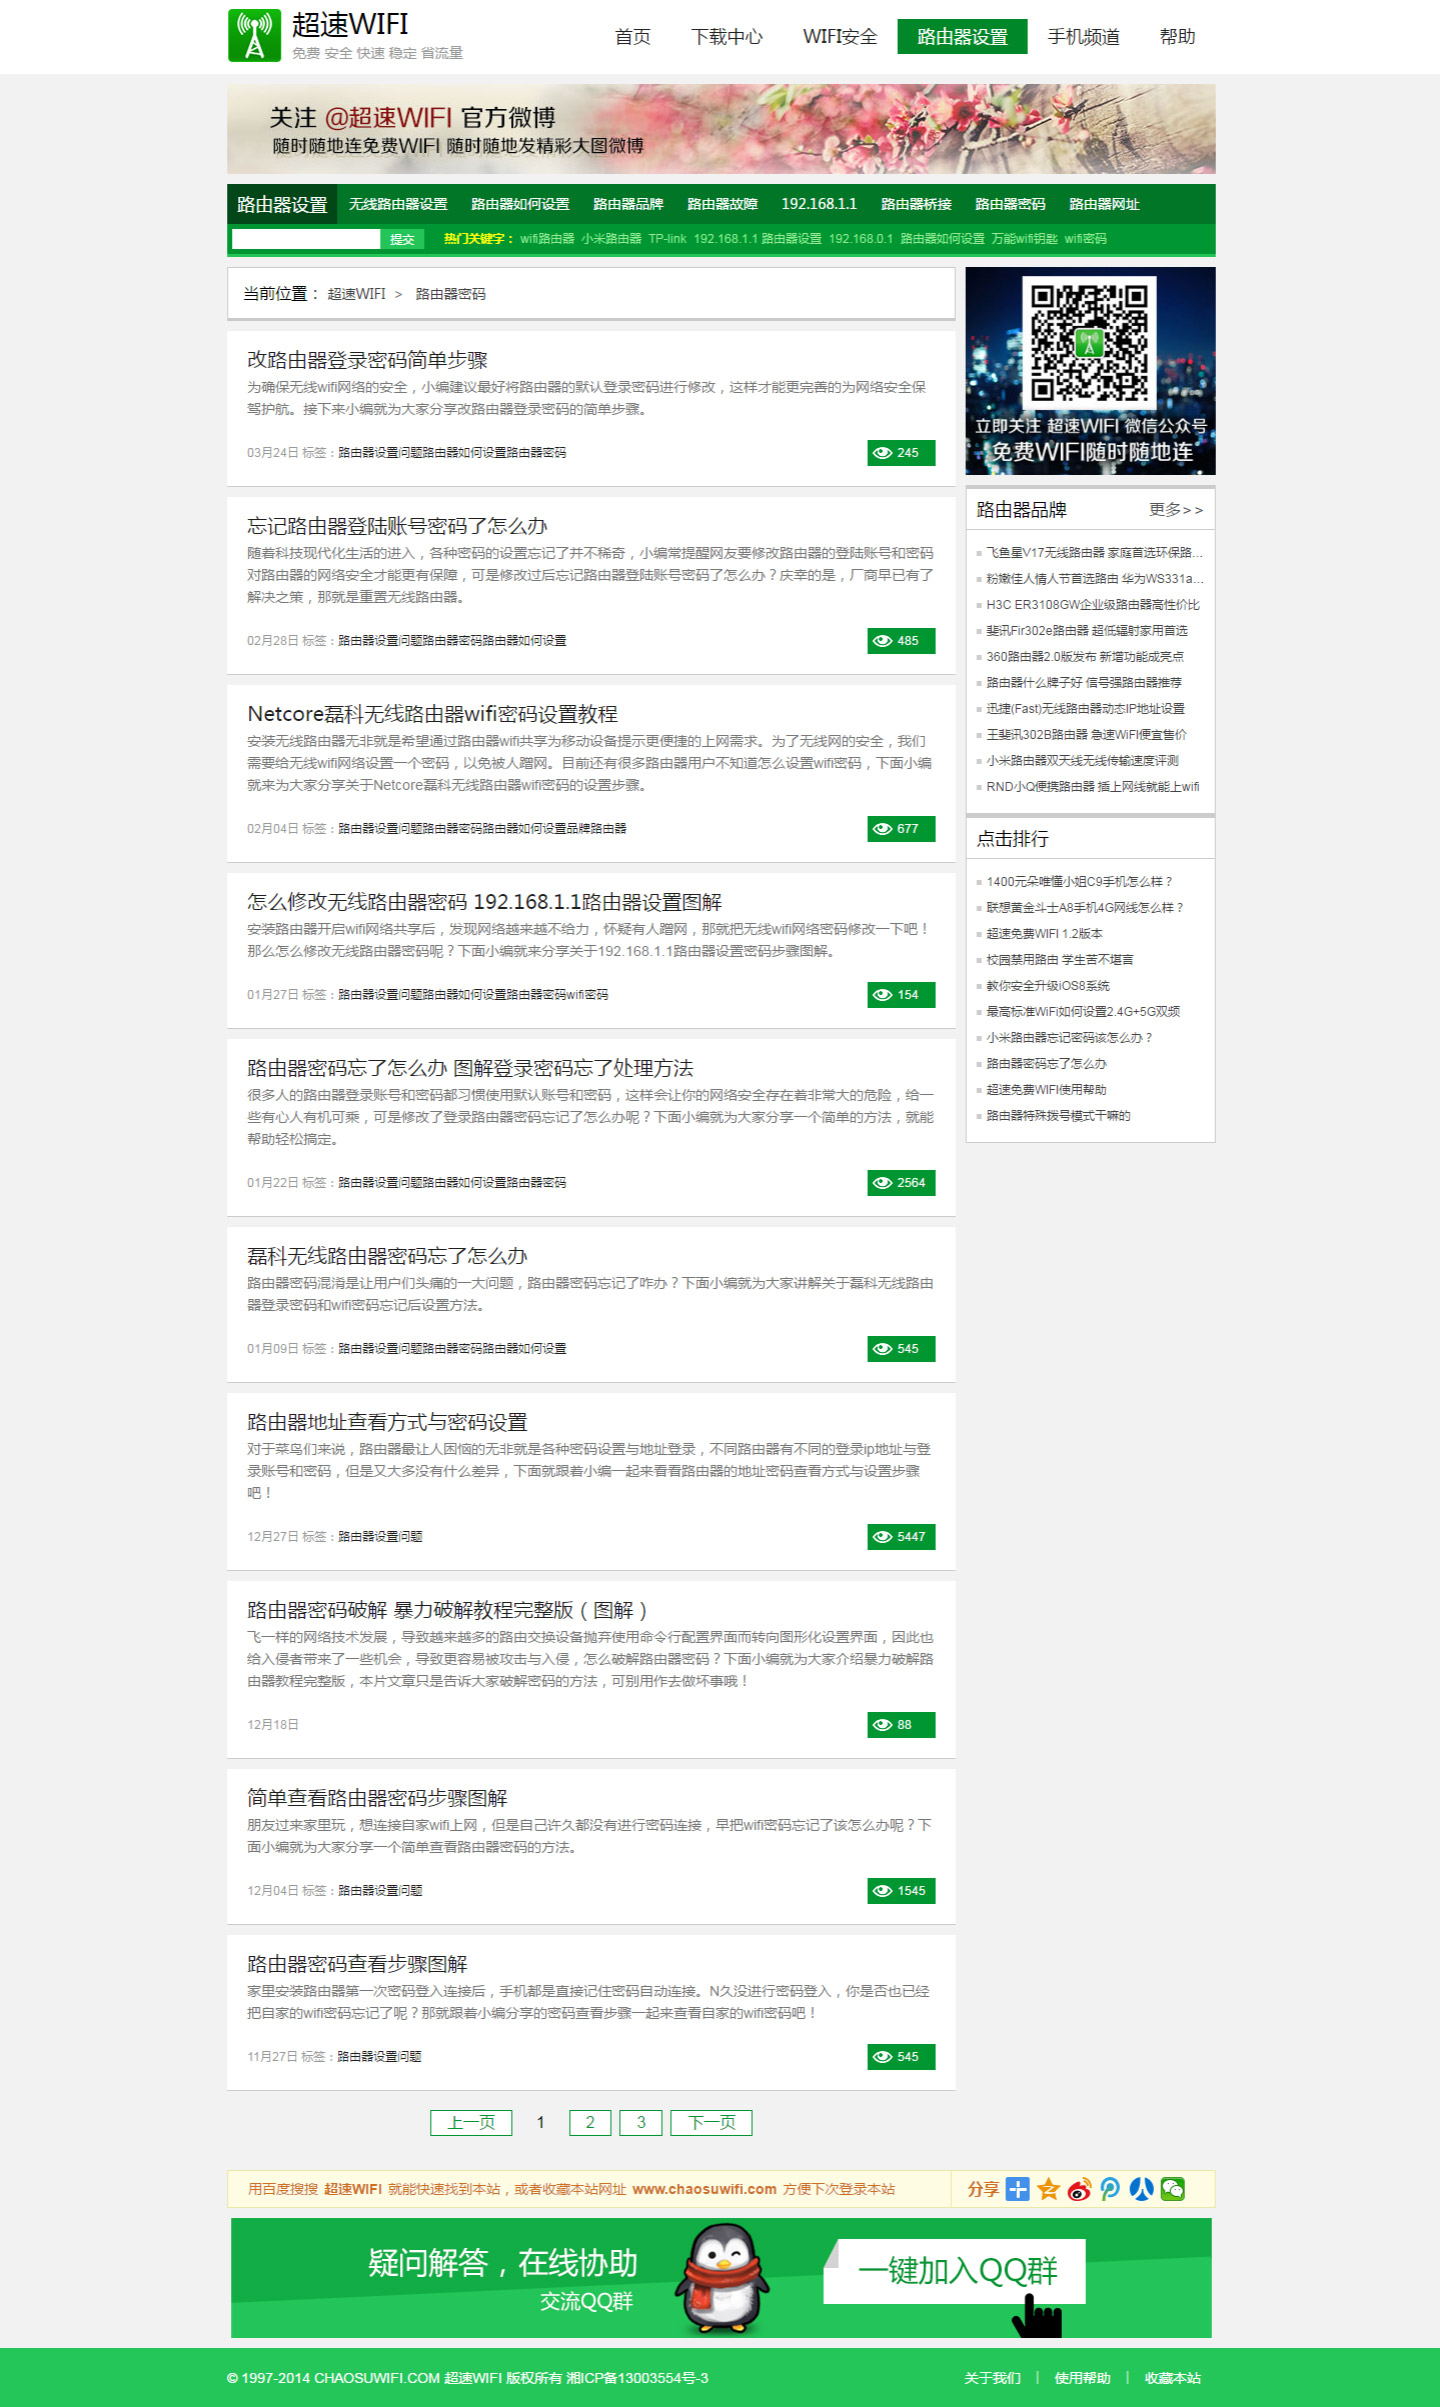 超速WIFI
免费 安全 快速 稳定 省流量
首页 下载中心 WIFI安全 路由器设置 手机频道 帮助
关注 @超速WIFI 官方微博
随时随地连免费WIFI 随时随地发精彩大图微博
路由器设置 无线路由器设置 路由器如何设置 路由器品牌 路由器故障 192.168.1.1 路由器桥接 路由器密码 路由器网址
提交 热门关键字： wifi路由器 小米路由器 TP-link 192.168.1.1 路由器设置 192.168.0.1 路由器如何设置 万能wifi钥匙 wifi密码
当前位置： 超速WIFI > 路由器密码
改路由器登录密码简单步骤
为确保无线wifi网络的安全，小编建议最好将路由器的默认登录密码进行修改，这样才能更完善的为网络安全保
驾护航。接下来小编就为大家分享改路由器登录密码的简单步骤。
03月24日 标签：路由器设置问题路由器如何设置路由器密码 245
忘记路由器登陆账号密码了怎么办
随着科技现代化生活的进入，各种密码的设置忘记了并不稀奇，小编常提醒网友要修改路由器的登陆账号和密码
对路由器的网络安全才能更有保障，可是修改过后忘记路由器登陆账号密码了怎么办？庆幸的是，厂商早已有了
解决之策，那就是重置无线路由器。
02月28日 标签：路由器设置问题路由器密码路由器如何设置 485
Netcore磊科无线路由器wifi密码设置教程
安装无线路由器无非就是希望通过路由器wifi共享为移动设备提示更便捷的上网需求。为了无线网的安全，我们
需要给无线wifi网络设置一个密码，以免被人蹭网。目前还有很多路由器用户不知道怎么设置wifi密码，下面小编
就来为大家分享关于Netcore磊科无线路由器wifi密码的设置步骤。
02月04日 标签：路由器设置问题路由器密码路由器如何设置品牌路由器 677
怎么修改无线路由器密码 192.168.1.1路由器设置图解
安装路由器开启wifi网络共享后，发现网络越来越不给力，怀疑有人蹭网，那就把无线wifi网络密码修改一下吧！
那么怎么修改无线路由器密码呢？下面小编就来分享关于192.168.1.1路由器设置密码步骤图解。
01月27日 标签：路由器设置问题路由器如何设置路由器密码wifi密码 154
路由器密码忘了怎么办 图解登录密码忘了处理方法
很多人的路由器登录账号和密码都习惯使用默认账号和密码，这样会让你的网络安全存在着非常大的危险，给一
些有心人有机可乘，可是修改了登录路由器密码忘记了怎么办呢？下面小编就为大家分享一个简单的方法，就能
帮助轻松搞定。
01月22日 标签：路由器设置问题路由器如何设置路由器密码 2564
磊科无线路由器密码忘了怎么办
路由器密码混淆是让用户们头痛的一大问题，路由器密码忘记了咋办？下面小编就为大家讲解关于磊科无线路由
器登录密码和wifi密码忘记后设置方法。
01月09日 标签：路由器设置问题路由器密码路由器如何设置 545
路由器地址查看方式与密码设置
对于菜鸟们来说，路由器最让人困恼的无非就是各种密码设置与地址登录，不同路由器有不同的登录ip地址与登
录账号和密码，但是又大多没有什么差异，下面就跟着小编一起来看看路由器的地址密码查看方式与设置步骤
吧！
12月27日 标签：路由器设置问题 5447
路由器密码破解 暴力破解教程完整版（图解）
飞一样的网络技术发展，导致越来越多的路由交换设备抛弃使用命令行配置界面而转向图形化设置界面，因此也
给入侵者带来了一些机会，导致更容易被攻击与入侵，怎么破解路由器密码？下面小编就为大家介绍暴力破解路
由器教程完整版，本片文章只是告诉大家破解密码的方法，可别用作去做坏事哦！
12月18日 88
简单查看路由器密码步骤图解
朋友过来家里玩，想连接自家wifi上网，但是自己许久都没有进行密码连接，早把wifi密码忘记了该怎么办呢？下
面小编就为大家分享一个简单查看路由器密码的方法。
12月04日 标签：路由器设置问题 1545
路由器密码查看步骤图解
家里安装路由器第一次密码登入连接后，手机都是直接记住密码自动连接。N久没进行密码登入，你是否也已经
把自家的wifi密码忘记了呢？那就跟着小编分享的密码查看步骤一起来查看自家的wifi密码吧！
11月27日 标签：路由器设置问题 545
上一页 1 2 3 下一页
立即关注 超速WIFI 微信公众号
免费WIFI随时随地连
路由器品牌 更多>>
飞鱼星V17无线路由器 家庭首选环保路...
粉嫩佳人情人节首选路由 华为WS331a...
H3C ER3108GW企业级路由器高性价比
斐讯Fir302e路由器 超低辐射家用首选
360路由器2.0版发布 新增功能成亮点
路由器什么牌子好 信号强路由器推荐
迅捷(Fast)无线路由器动态IP地址设置
王斐讯302B路由器 急速WiFi便宜售价
小米路由器双天线无线传输速度评测
RND小Q便携路由器 插上网线就能上wifi
点击排行
1400元朵唯懂小姐C9手机怎么样？
联想黄金斗士A8手机4G网线怎么样？
超速免费WIFI 1.2版本
校园禁用路由 学生苦不堪言
教你安全升级iOS8系统
最高标准WiFi如何设置2.4G+5G双频
小米路由器忘记密码该怎么办？
路由器密码忘了怎么办
超速免费WIFI使用帮助
路由器特殊拨号模式干嘛的
用百度搜搜 超速WIFI 就能快速找到本站，或者收藏本站网址 www.chaosuwifi.com 方便下次登录本站 分享
疑问解答，在线协助
交流QQ群
一键加入QQ群
© 1997-2014 CHAOSUWIFI.COM 超速WIFI 版权所有 湘ICP备13003554号-3 关于我们 | 使用帮助 | 收藏本站